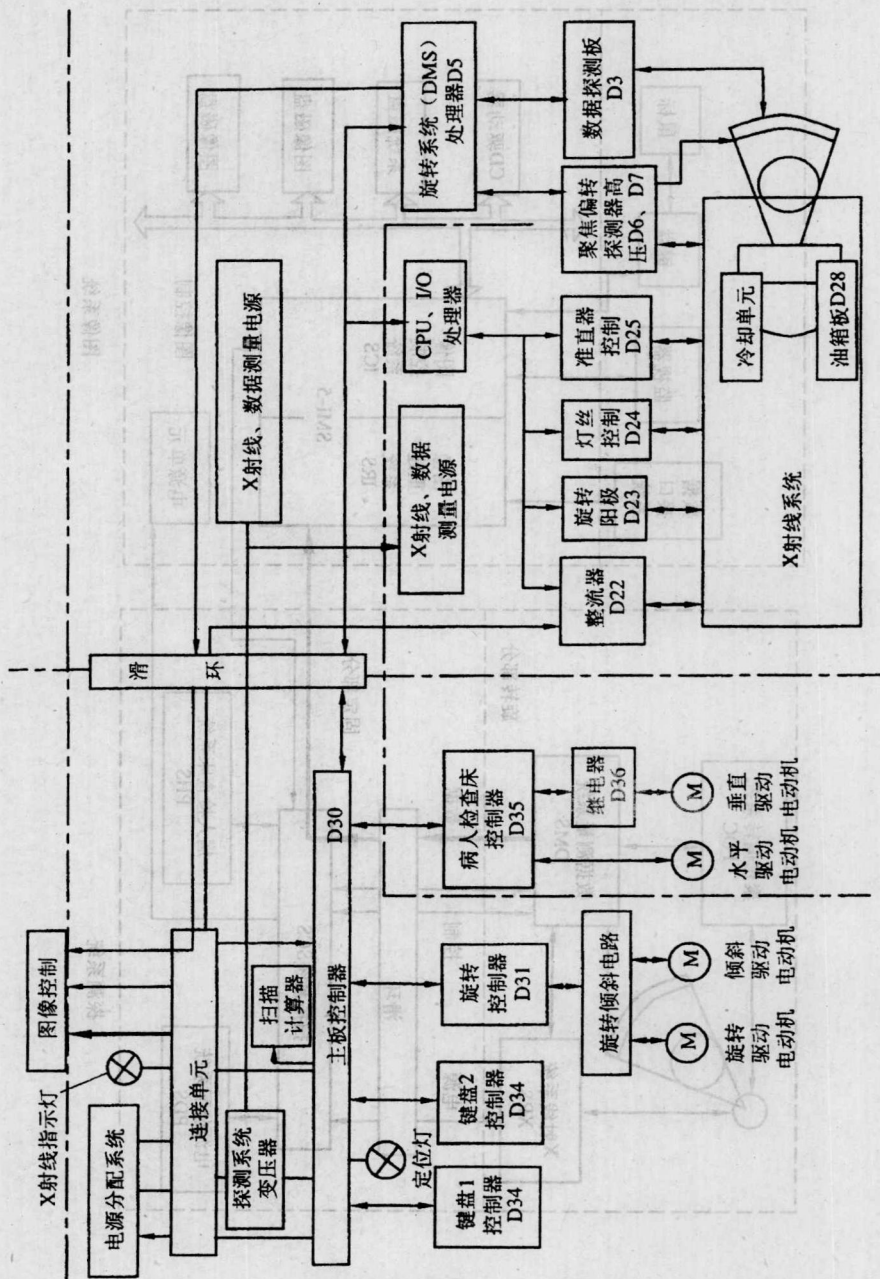 图像控制
X射线指示灯
电源分配系统
连接单元
探测系统
变压器
扫描
计算器
主板控制器
D30
定位灯
键盘1
控制器
D34
键盘2
控制器
D34
旋转
控制器
D31
旋转倾斜电路
M
M
旋转
驱动
电动机
倾斜
驱动
电动机
病人检查床
控制器
D35
继电器
D36
M
M
水平
驱动
电动机
垂直
驱动
电动机
滑
环
X射线、数据测量电源
旋转系统（DMS）
处理器D5
X射线、数据
测量电源
CPU、I/O
处理器
整流器
D22
旋转
阳极
D23
灯丝
控制
D24
准直器
控制
D25
聚焦偏转
探测器高
压D6、D7
数据探测板
D3
冷却单元
油箱板D28
X射线系统